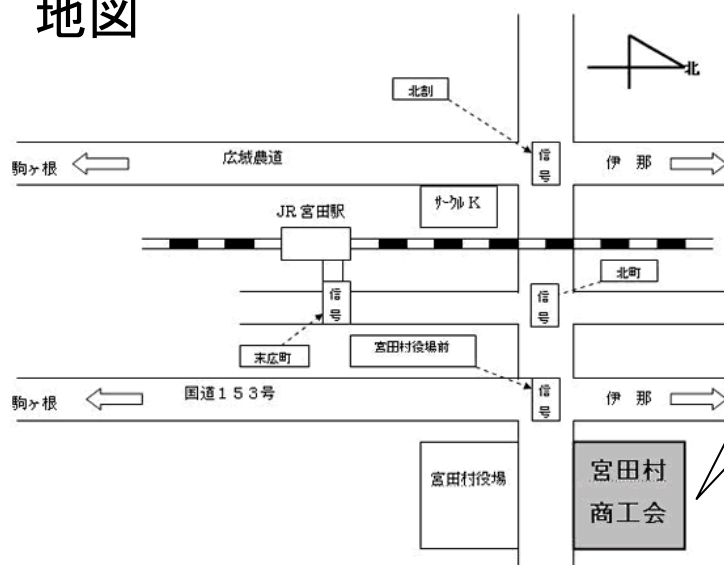 地図
北
北割
駒ヶ根
広域農道
信号
伊 那
サークルK
JR 宮田駅
北町
信号
信号
末広町
宮田村役場前
駒ヶ根
国道153号
信号
伊 那
宮田村役場
宮田村
商工会